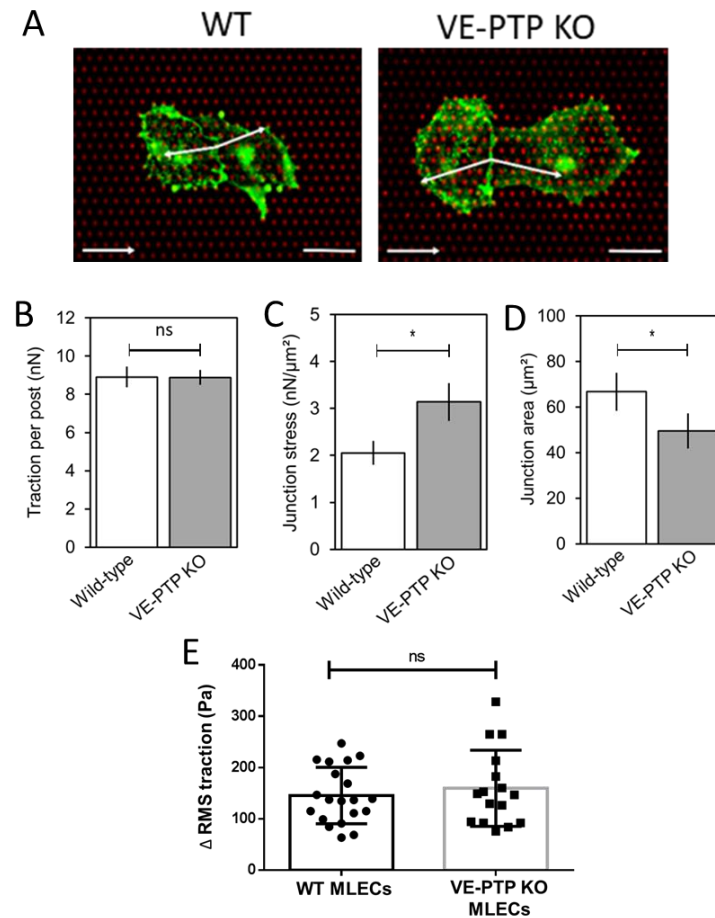 A
WT
VE-PTP KO
B
Traction per post (nN)
12
10
8
6
4
2
0
ns
Wild-type
VE-PTP KO
C
Junction stress (nN/µm²)
5
4
3
2
1
0
*
Wild-type
VE-PTP KO
D
Junction area (µm²)
100
80
60
40
20
0
*
Wild-type
VE-PTP KO
E
Δ RMS traction (Pa)
400
300
200
100
0
ns
WT MLECs
VE-PTP KO
MLECs